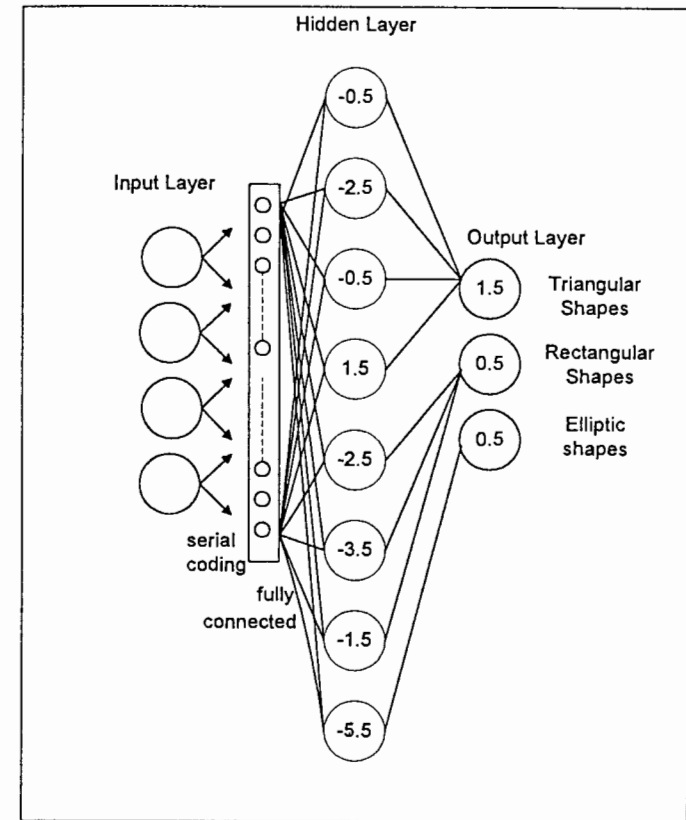 Hidden Layer
-0.5
Input Layer
-2.5
Output Layer
-0.5
1.5
Triangular
Shapes
1.5
0.5
Rectangular
Shapes
0.5
Elliptic
shapes
-2.5
serial
coding
-3.5
fully
connected
-1.5
-5.5